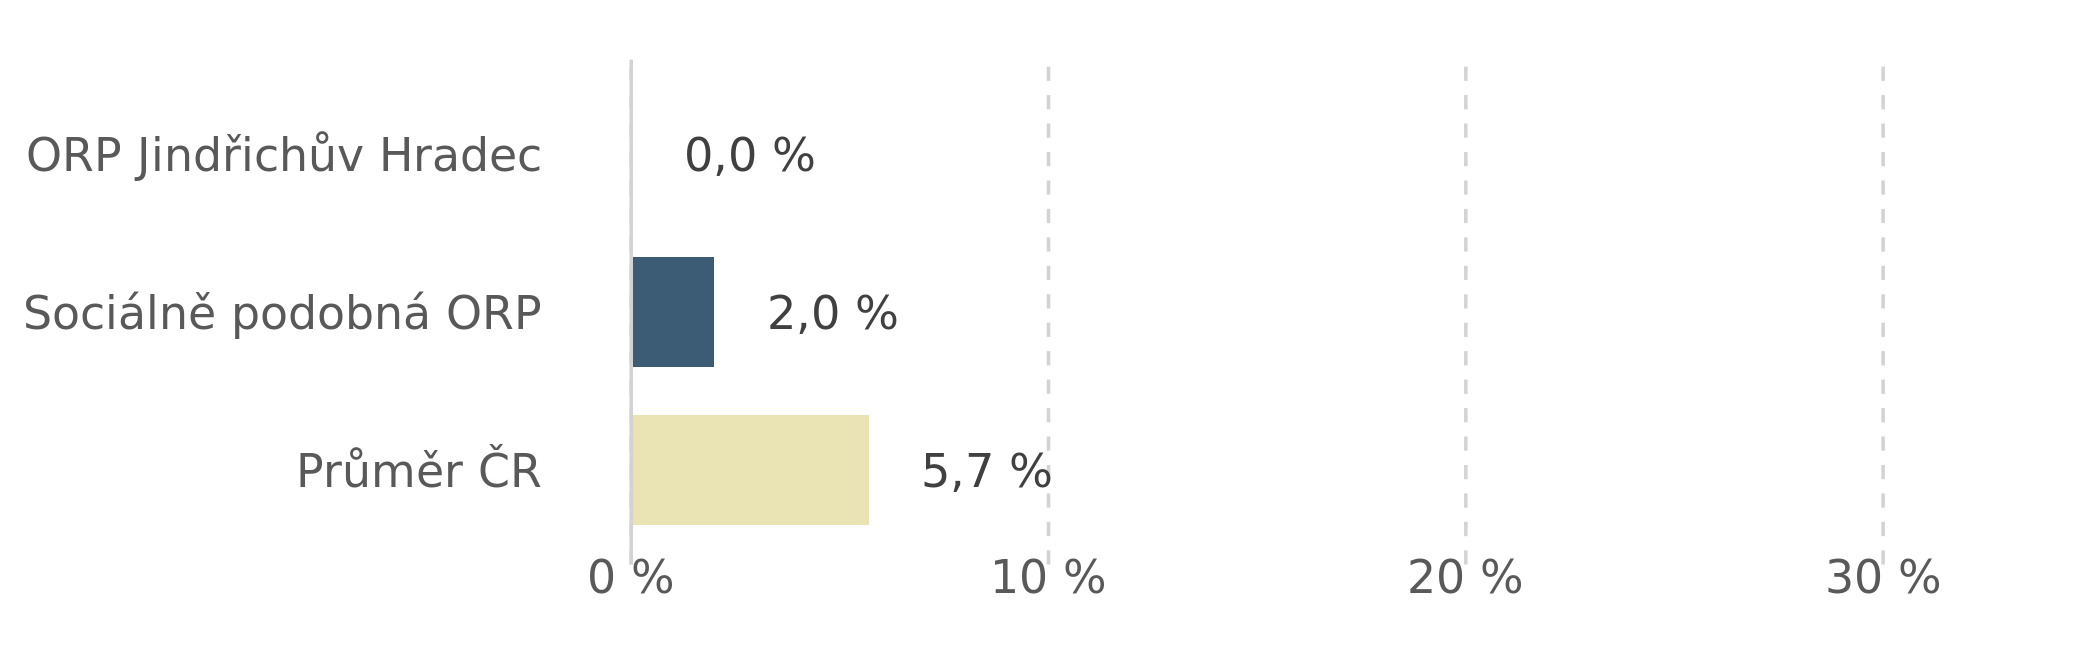 ORP Jindřichův Hradec 0,0 %
Sociálně podobná ORP 2,0 %
Průměr ČR 5,7 %
0 % 10 % 20 % 30 %